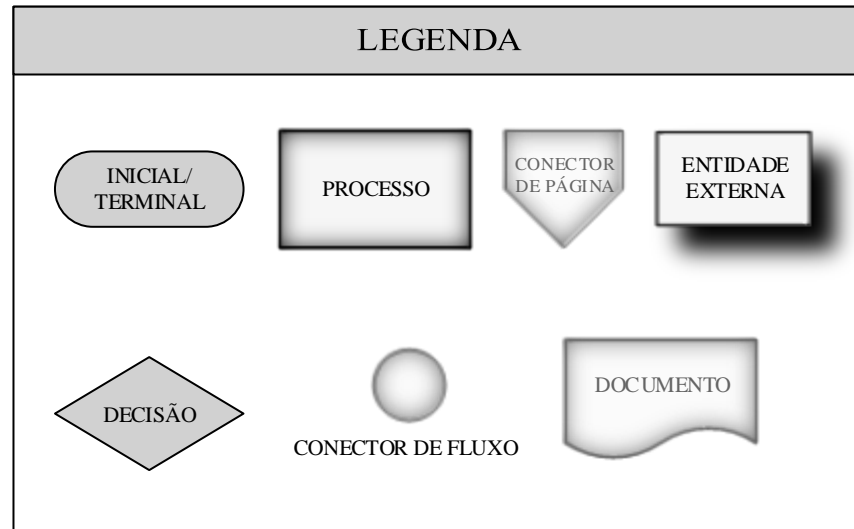 LEGENDA
INICIAL/
TERMINAL
PROCESSO
CONECTOR
DE PÁGINA
ENTIDADE
EXTERNA
DECISÃO
CONECTOR DE FLUXO
DOCUMENTO